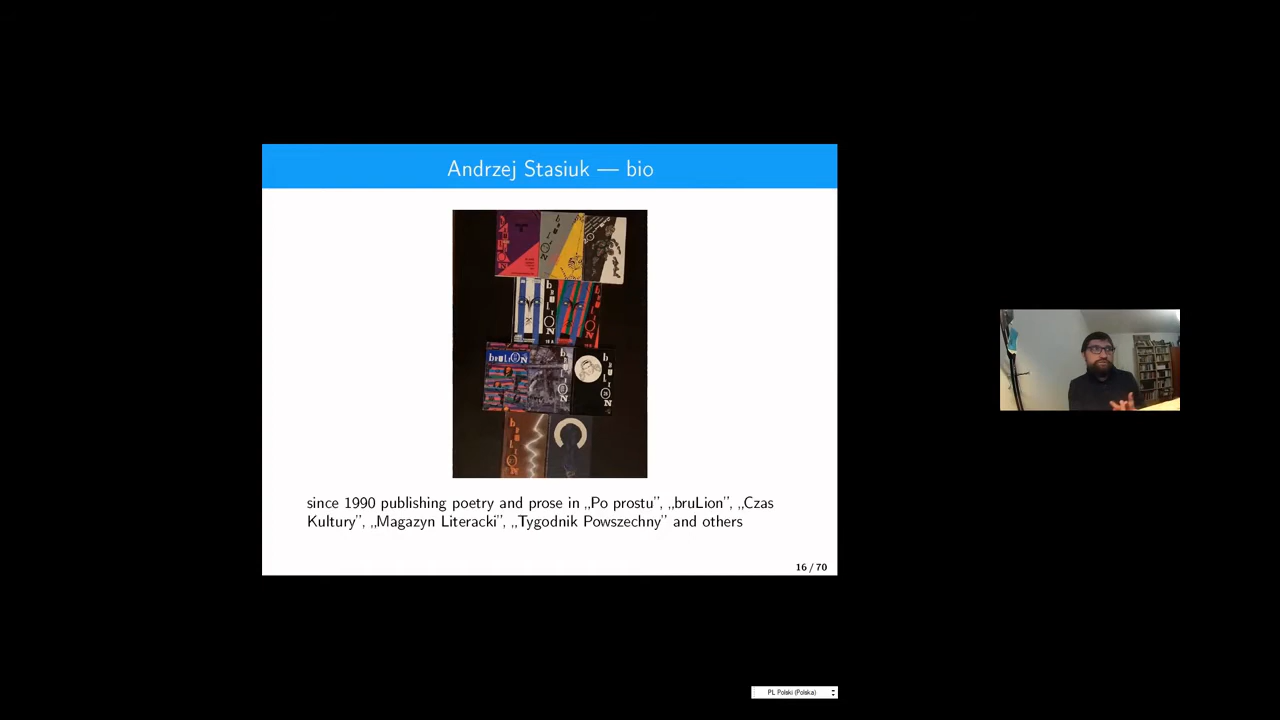 Andrzej Stasiuk — bio
bruLiON
since 1990 publishing poetry and prose in „Po prostu”, „bruLion”, „Czas
Kultury”, „Magazyn Literacki”, „Tygodnik Powszechny” and others
16 / 70
PL Polski (Polska)